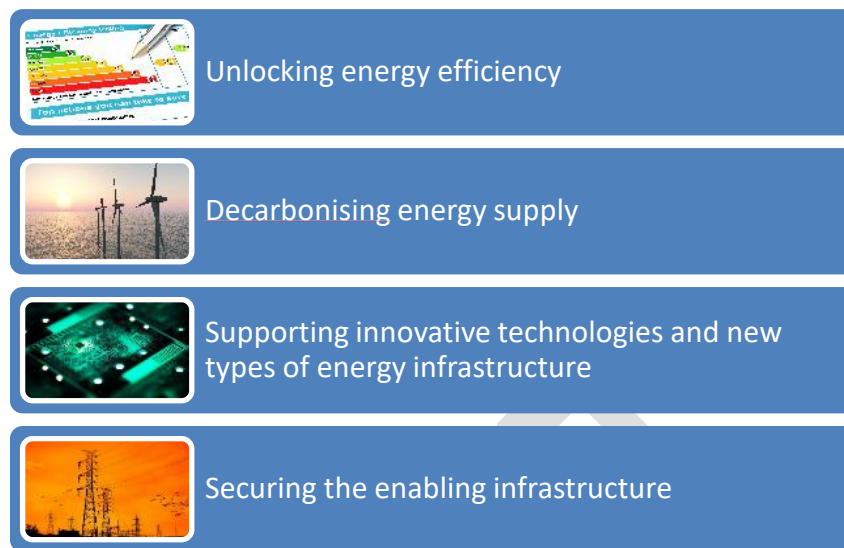 Unlocking energy efficiency
Decarbonising energy supply
Supporting innovative technologies and new
types of energy infrastructure
Securing the enabling infrastructure